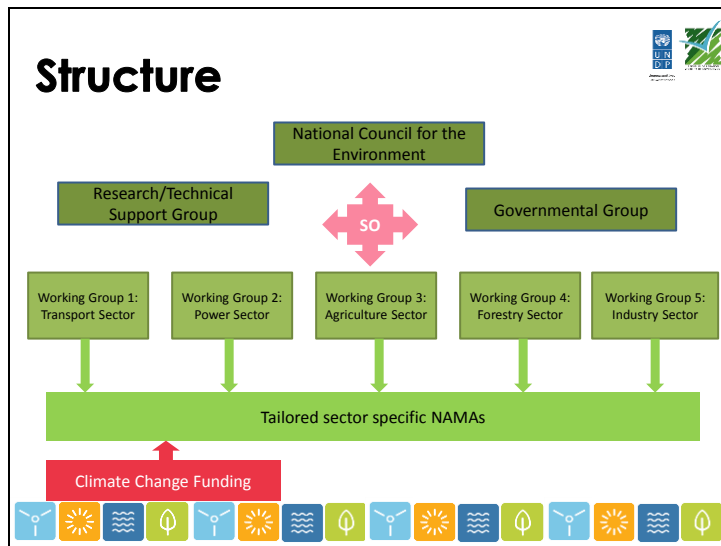 Structure
U N
D P
National Council for the
Environment
Research/Technical
Support Group
SO
Governmental Group
Working Group 1:
Transport Sector
Working Group 2:
Power Sector
Working Group 3:
Agriculture Sector
Working Group 4:
Forestry Sector
Working Group 5:
Industry Sector
Tailored sector specific NAMAs
Climate Change Funding